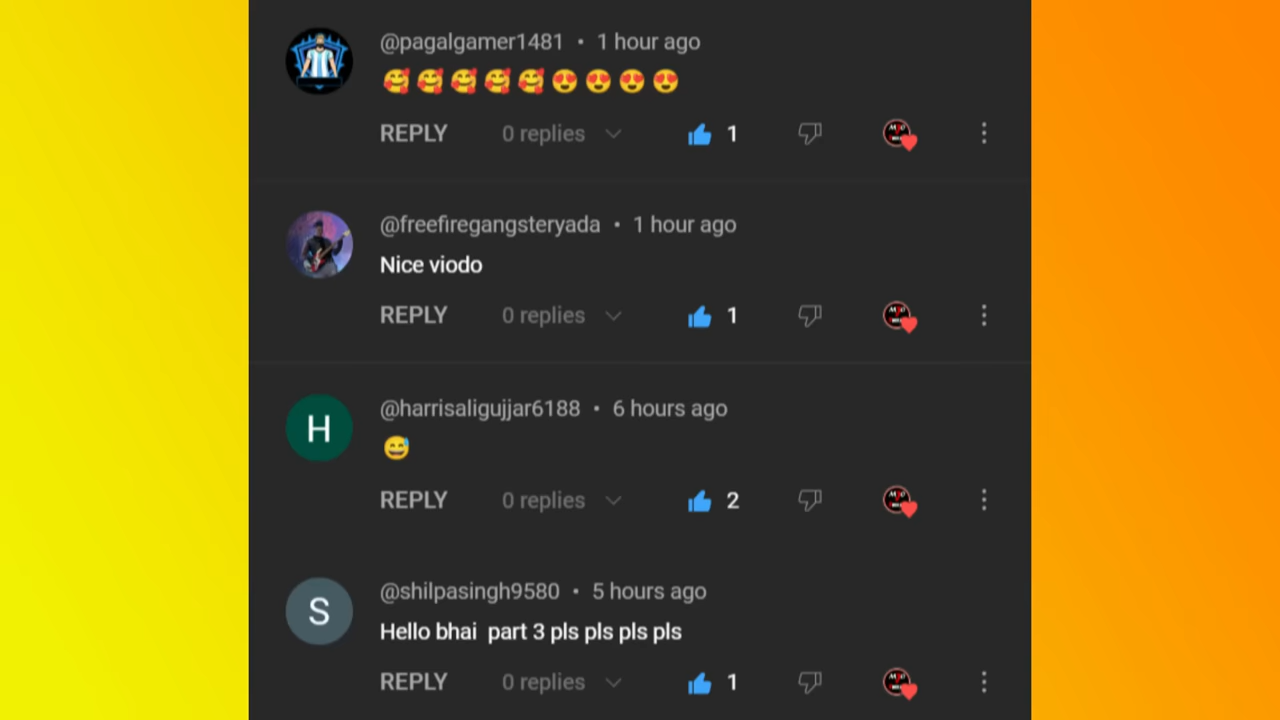 @pagalgamer1481 • 1 hour ago
🥰🥰🥰🥰🥰😍😍😍😍
REPLY 0 replies 1
@freefiregangsteryada • 1 hour ago
Nice viodo
REPLY 0 replies 1
H
@harrisaligujjar6188 • 6 hours ago
😅
REPLY 0 replies 2
S
@shilpasingh9580 • 5 hours ago
Hello bhai  part 3 pls pls pls pls
REPLY 0 replies 1